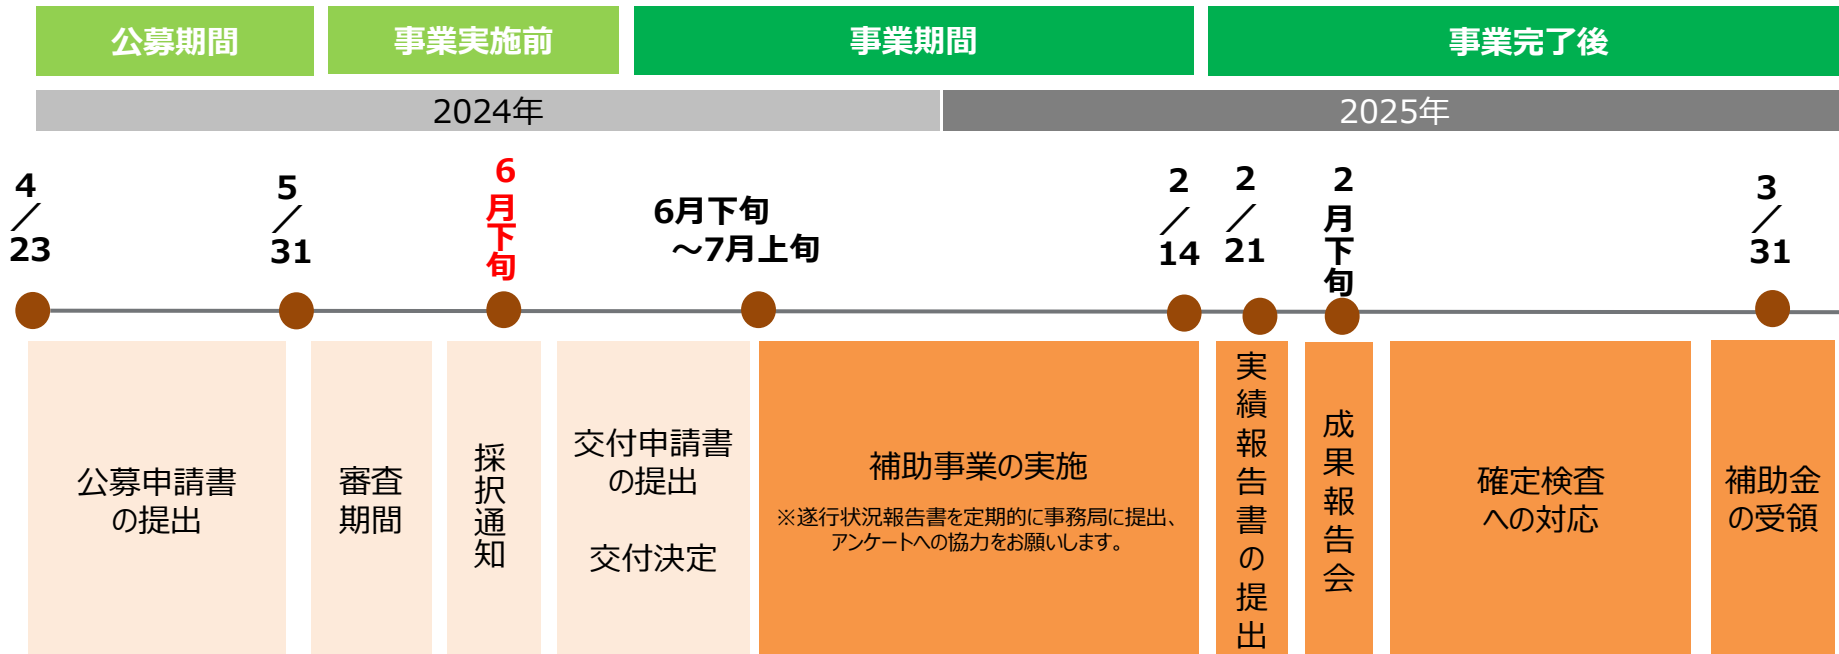 公募期間
事業実施前
事業期間
事業完了後
2024年
2025年
4/23
5/31
6月下旬
6月下旬
～7月上旬
2/14
2/21
2月下旬
3/31
公募申請書
の提出
審査
期間
採択通知
交付申請書
の提出
交付決定
補助事業の実施
※遂行状況報告書を定期的に事務局に提出、
アンケートへの協力をお願いします。
実績報告書の提出
成果報告会
確定検査
への対応
補助金
の受領